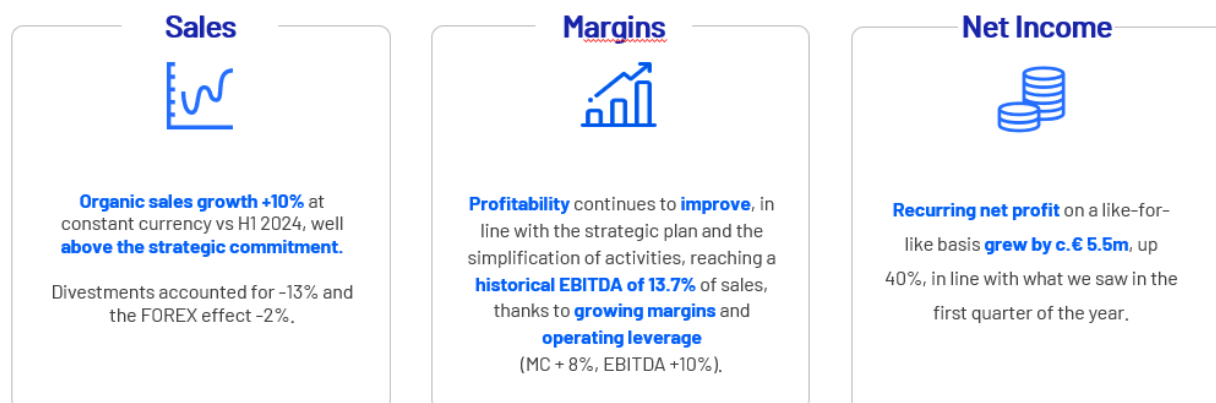 Sales
Organic sales growth +10% at
constant currency vs H1 2024, well
above the strategic commitment.
Divestments accounted for -13% and
the FOREX effect -2%.
Margins
Profitability continues to improve, in
line with the strategic plan and the
simplification of activities, reaching a
historical EBITDA of 13.7% of sales,
thanks to growing margins and
operating leverage
(MC + 8%, EBITDA +10%).
Net Income
Recurring net profit on a like-for-
like basis grew by c.€ 5.5m, up
40%, in line with what we saw in the
first quarter of the year.